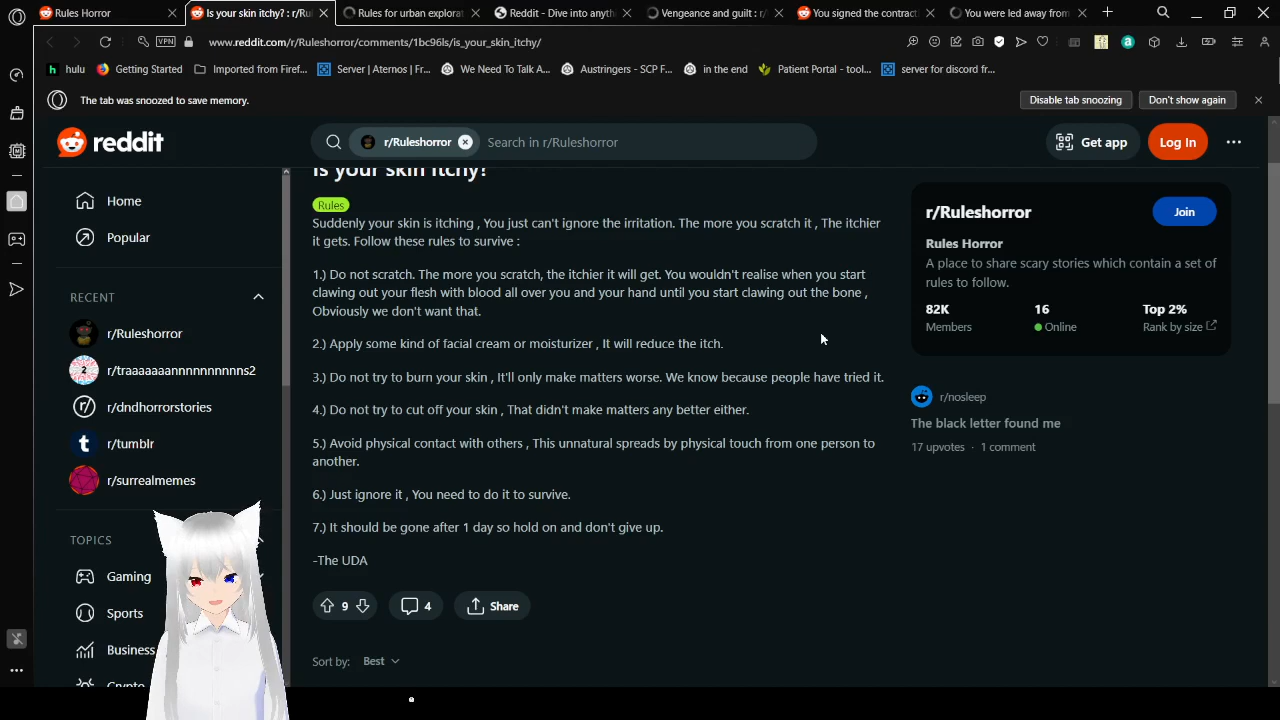 Rules Horror
Is your skin itchy? : r/Rul
Rules for urban explorat
Reddit - Dive into anyth
Vengeance and guilt : r/
You signed the contract
You were led away from
VPN
www.reddit.com/r/Ruleshorror/comments/1bc96ls/is_your_skin_itchy/
hulu
Getting Started
Imported from Firef...
Server | Aternos | Fr...
We Need To Talk A...
Austringers - SCP F...
in the end
Patient Portal - tool...
server for discord fr...
The tab was snoozed to save memory.
Disable tab snoozing
Don't show again
reddit
r/Ruleshorror
Search in r/Ruleshorror
Get app
Log In
Home
Popular
RECENT
r/Ruleshorror
r/traaaaaaannnnnnnnnns2
r/dndhorrorstories
r/tumblr
r/surrealmemes
TOPICS
Gaming
Sports
Business
Crypto
Is your skin itchy?
Rules
Suddenly your skin is itching , You just can't ignore the irritation. The more you scratch it , The itchier
it gets. Follow these rules to survive :
1.) Do not scratch. The more you scratch, the itchier it will get. You wouldn't realise when you start
clawing out your flesh with blood all over you and your hand until you start clawing out the bone ,
Obviously we don't want that.
2.) Apply some kind of facial cream or moisturizer , It will reduce the itch.
3.) Do not try to burn your skin , It'll only make matters worse. We know because people have tried it.
4.) Do not try to cut off your skin , That didn't make matters any better either.
5.) Avoid physical contact with others , This unnatural spreads by physical touch from one person to
another.
6.) Just ignore it , You need to do it to survive.
7.) It should be gone after 1 day so hold on and don't give up.
-The UDA
9
4
Share
Sort by:
Best
r/Ruleshorror
Join
Rules Horror
A place to share scary stories which contain a set of
rules to follow.
82K
16
Top 2%
Members
Online
Rank by size
r/nosleep
The black letter found me
17 upvotes · 1 comment